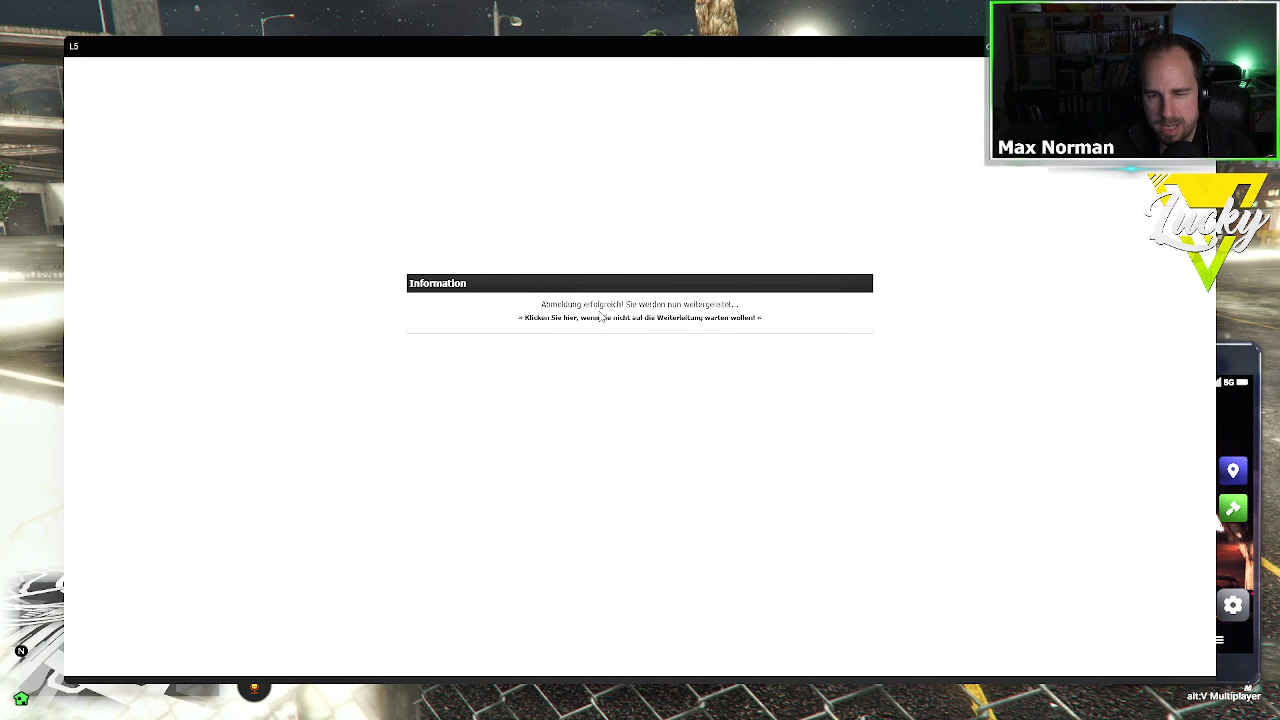 L5
Max Norman
Lucky V
Information
Abmeldung erfolgreich! Sie werden nun weitergeleitet...
» Klicken Sie hier, wenn Sie nicht auf die Weiterleitung warten wollen! «
5G
N
M
alt:V Multiplayer